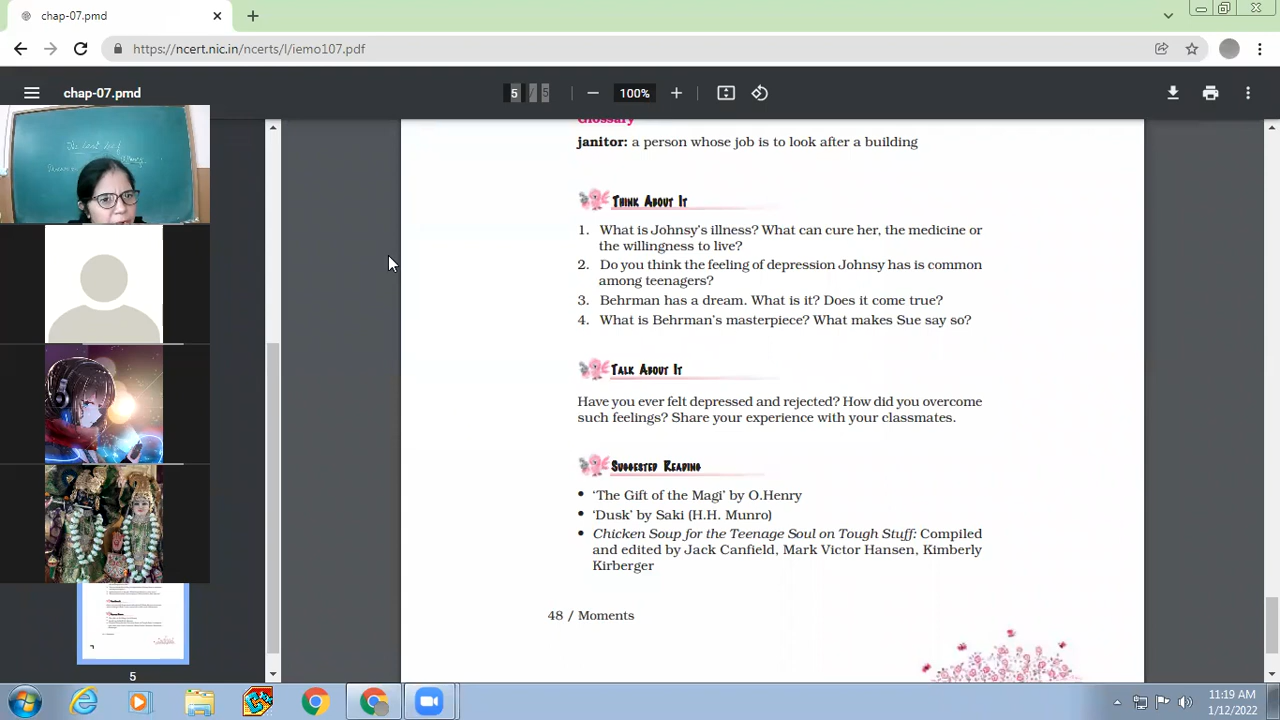 chap-07.pmd
https://ncert.nic.in/ncerts/l/iemo107.pdf
chap-07.pmd
5 / 5
100%
The Last Leaf
Glossary
janitor: a person whose job is to look after a building
THINK ABOUT IT
1. What is Johnsy's illness? What can cure her, the medicine or
the willingness to live?
2. Do you think the feeling of depression Johnsy has is common
among teenagers?
3. Behrman has a dream. What is it? Does it come true?
4. What is Behrman's masterpiece? What makes Sue say so?
TALK ABOUT IT
Have you ever felt depressed and rejected? How did you overcome
such feelings? Share your experience with your classmates.
SUGGESTED READING
• 'The Gift of the Magi' by O.Henry
• 'Dusk' by Saki (H.H. Munro)
• Chicken Soup for the Teenage Soul on Tough Stuff: Compiled
and edited by Jack Canfield, Mark Victor Hansen, Kimberly
Kirberger
48 / Moments
5
11:19 AM
1/12/2022